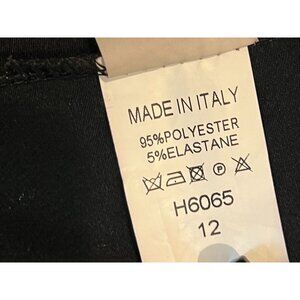 MADE IN ITALY
95%POLYESTER
5%ELASTANE
P
H6065
12